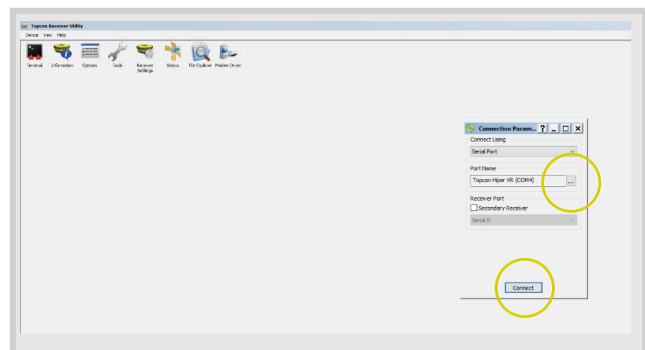 Topcon Receiver Utility
Device View Help
Terminal Information Options Tools Receiver Settings Status File Explorer Modem Driver
Connection Param... ?
Connect Using
Serial Port
Port Name
Topcon Hiper VR (COM4) ...
Receiver Port
Secondary Receiver
Serial D
Connect